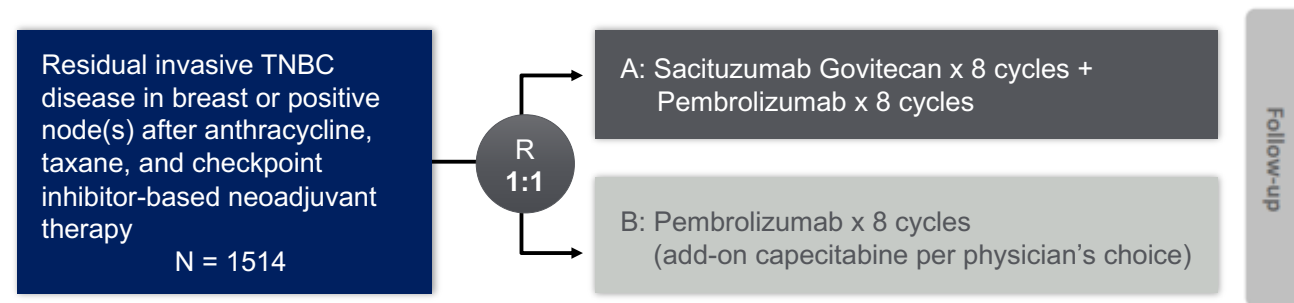 Residual invasive TNBC
disease in breast or positive
node(s) after anthracycline,
taxane, and checkpoint
inhibitor-based neoadjuvant
therapy
N = 1514
R
1:1
A: Sacituzumab Govitecan x 8 cycles +
Pembrolizumab x 8 cycles
B: Pembrolizumab x 8 cycles
(add-on capecitabine per physician's choice)
Follow-up